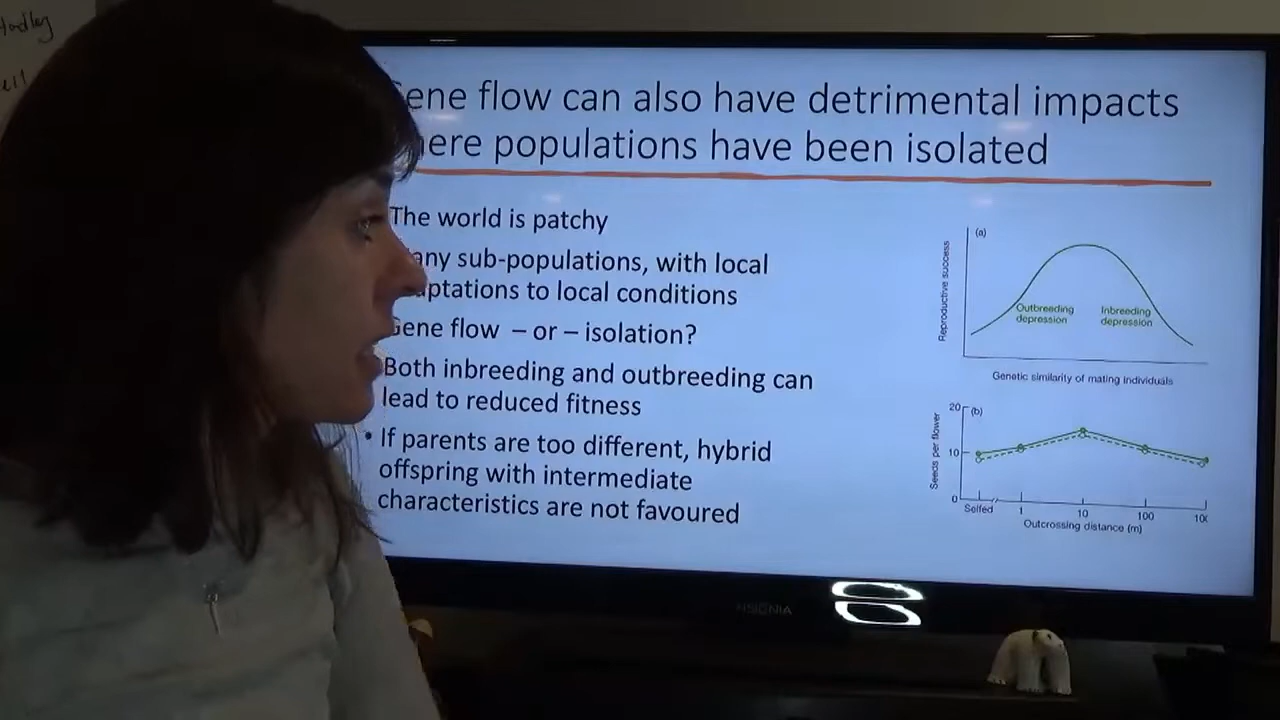 Hadley
ell
Gene flow can also have detrimental impacts
here populations have been isolated
The world is patchy
any sub-populations, with local
aptations to local conditions
Gene flow – or – isolation?
Both inbreeding and outbreeding can
lead to reduced fitness
• If parents are too different, hybrid
offspring with intermediate
characteristics are not favoured
(a)
Reproductive success
Outbreeding
depression
Inbreeding
depression
Genetic similarity of mating individuals
(b)
Seeds per flower
20
10
0
Selfed 1 10 100 100
Outcrossing distance (m)
INSIGNIA